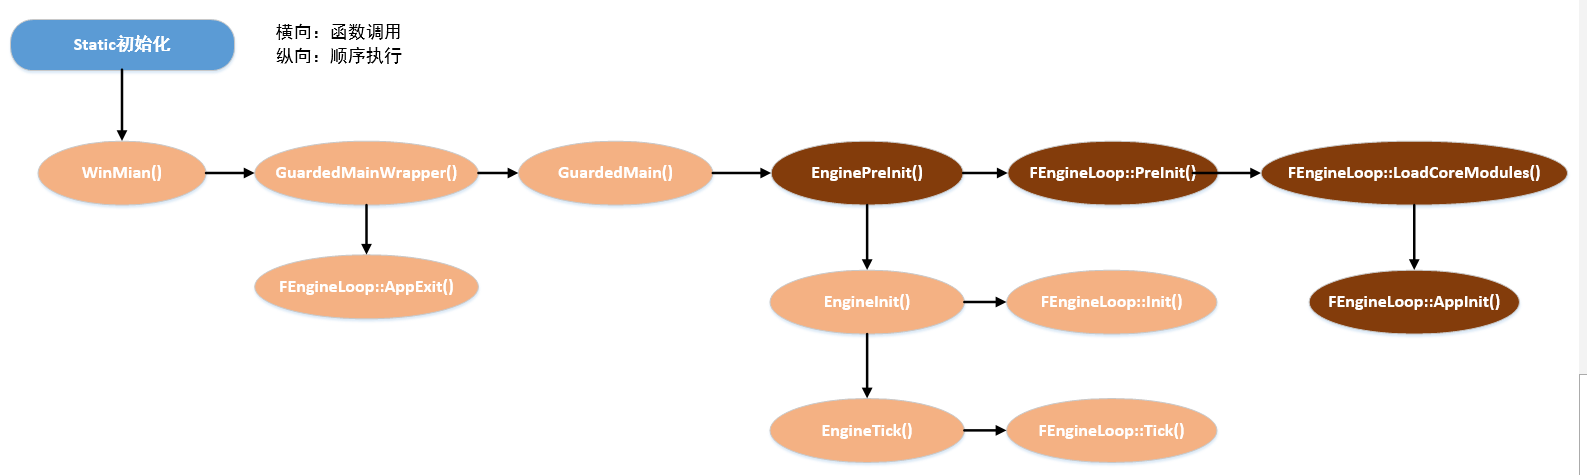 Static初始化
横向：函数调用
纵向：顺序执行
WinMian()
GuardedMainWrapper()
GuardedMain()
EnginePreInit()
FEngineLoop::PreInit()
FEngineLoop::LoadCoreModules()
FEngineLoop::AppExit()
EngineInit()
FEngineLoop::Init()
FEngineLoop::AppInit()
EngineTick()
FEngineLoop::Tick()